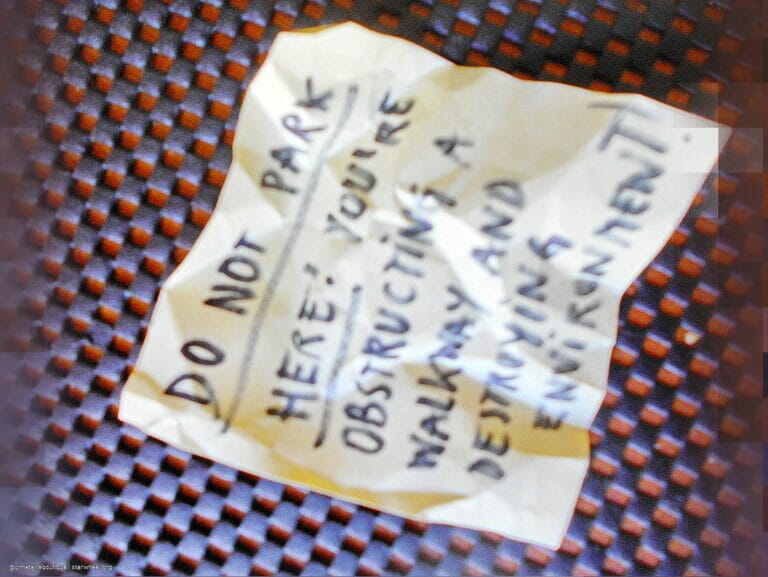 DO NOT PARK
HERE! YOU'RE
OBSTRUCTING A
WALKWAY AND
DESTROYING
ENVIRONMENT!